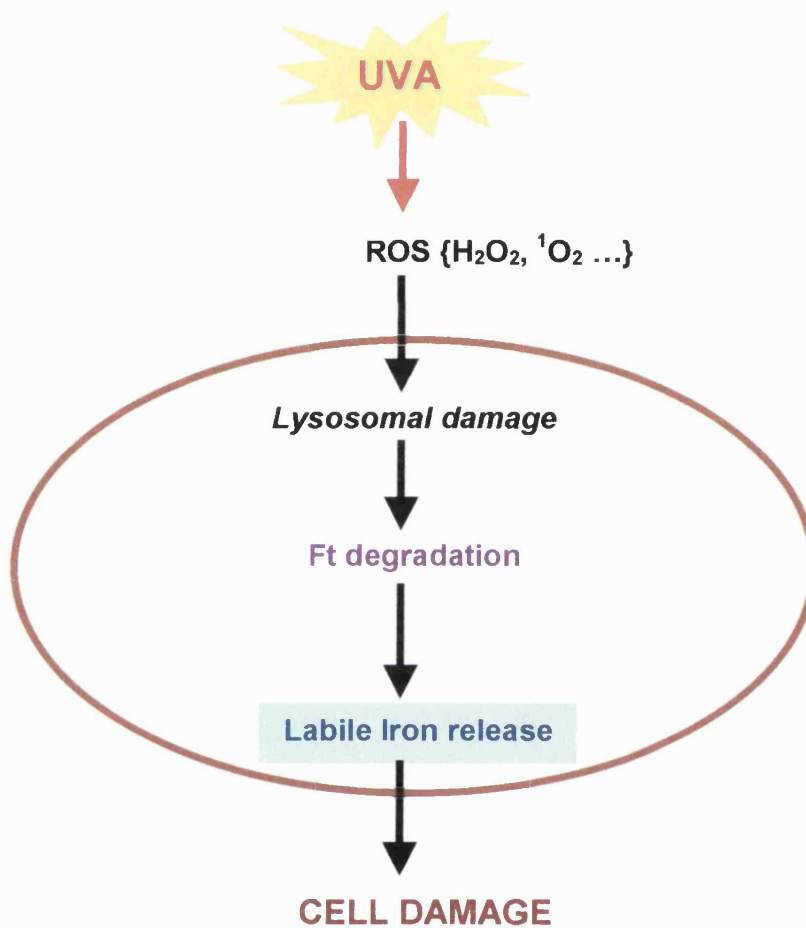 UVA
ROS {H₂O₂, ¹O₂ ...}
Lysosomal damage
Ft degradation
Labile Iron release
CELL DAMAGE